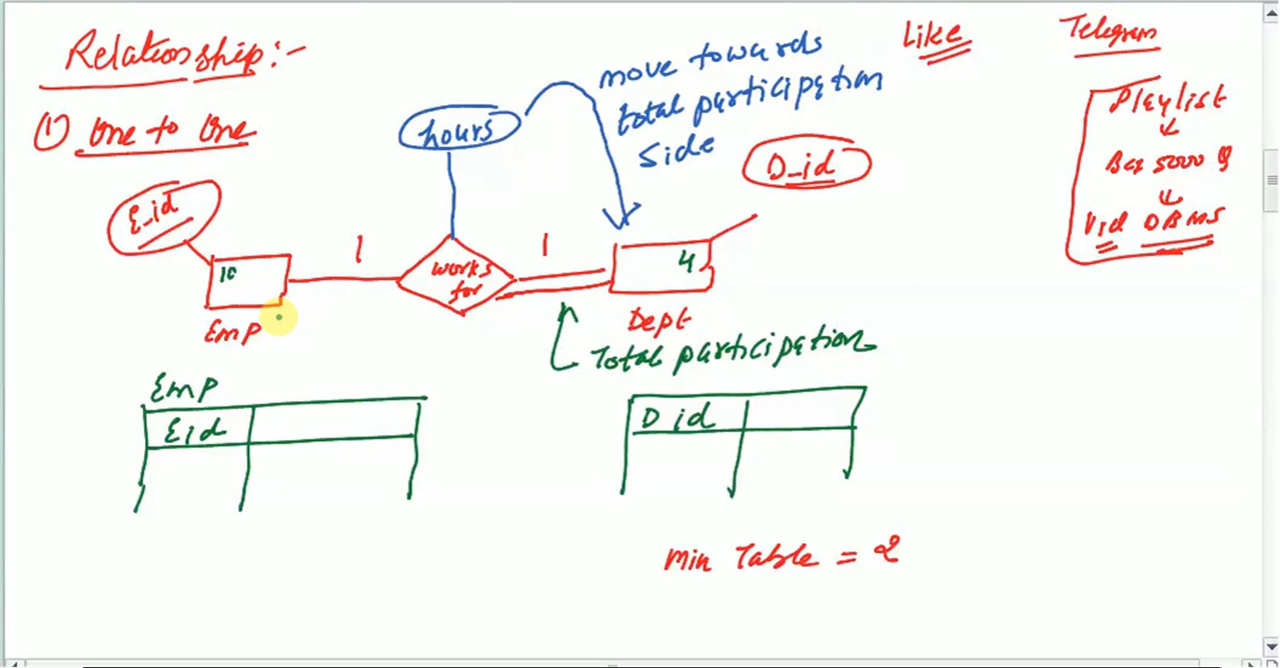 Relationship:-
Like
Telegram
move towards
total participation
side
Playlist
(1) One to One
hours
5000 Q
D_id
Vid DBMS
E_id
1
1
10
works
for
4
Emp
Dept
Total participation
Emp
Eid
D id
Min Table = 2